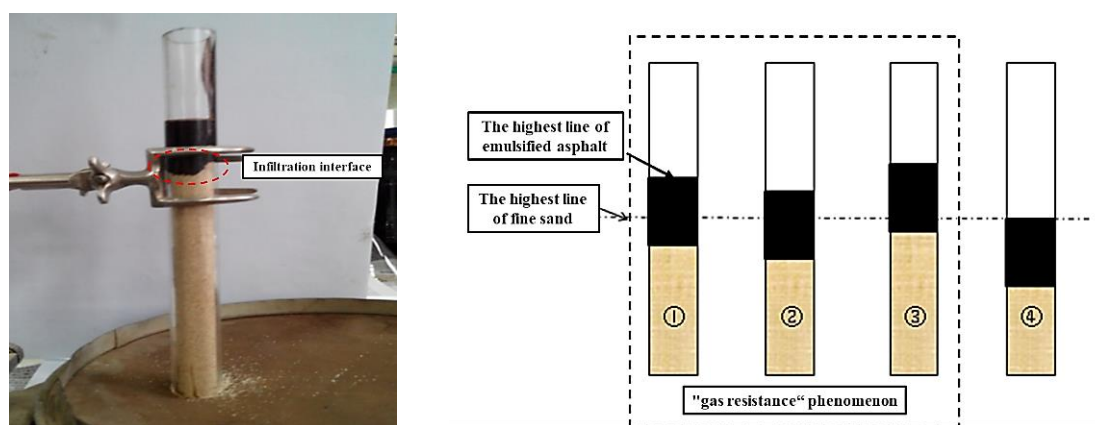 Infiltration interface
The highest line of
emulsified asphalt
The highest line
of fine sand
① ② ③ ④
"gas resistance“ phenomenon